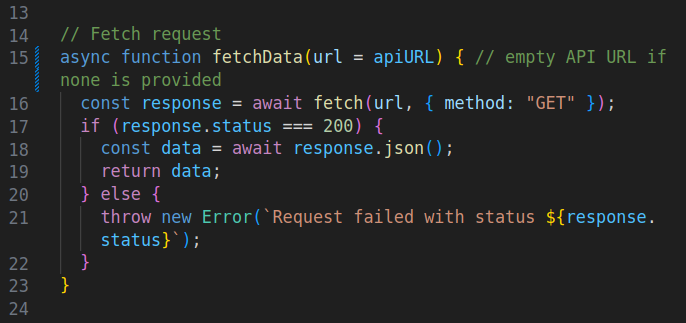 13
14 // Fetch request
15 async function fetchData(url = apiURL) { // empty API URL if
none is provided
16 const response = await fetch(url, { method: "GET" });
17 if (response.status === 200) {
18 const data = await response.json();
19 return data;
20 } else {
21 throw new Error(`Request failed with status ${response.
status}`);
22 }
23 }
24